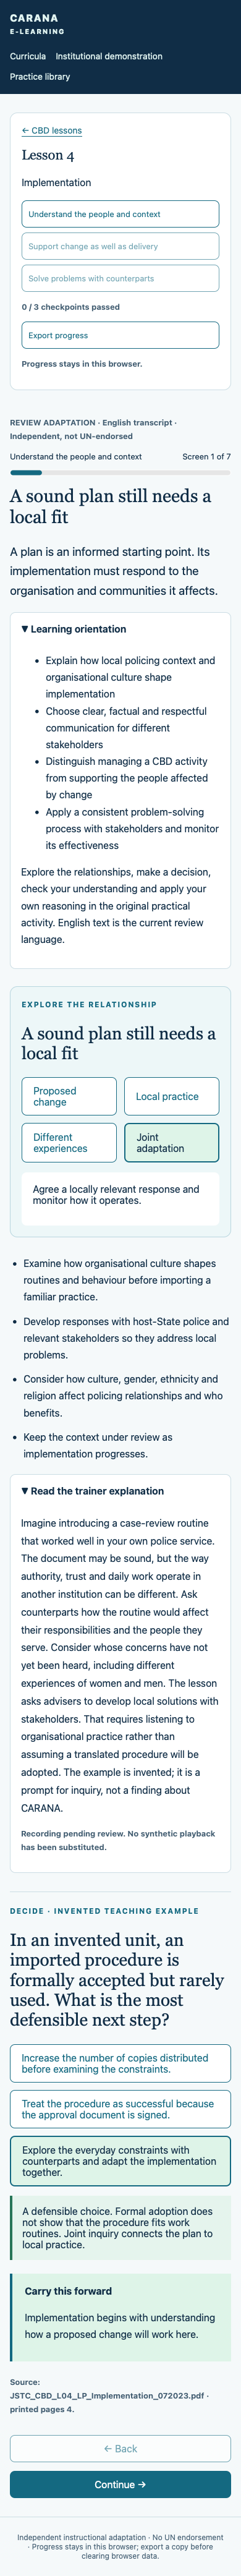 CARANA
E-LEARNING
Curricula Institutional demonstration
Practice library
← CBD lessons
Lesson 4
Implementation
Understand the people and context
Support change as well as delivery
Solve problems with counterparts
0 / 3 checkpoints passed
Export progress
Progress stays in this browser.
REVIEW ADAPTATION · English transcript ·
Independent, not UN-endorsed
Understand the people and context Screen 1 of 7
A sound plan still needs a
local fit
A plan is an informed starting point. Its
implementation must respond to the
organisation and communities it affects.
▼ Learning orientation
• Explain how local policing context and
organisational culture shape
implementation
• Choose clear, factual and respectful
communication for different
stakeholders
• Distinguish managing a CBD activity
from supporting the people affected
by change
• Apply a consistent problem-solving
process with stakeholders and monitor
its effectiveness
Explore the relationships, make a decision,
check your understanding and apply your
own reasoning in the original practical
activity. English text is the current review
language.
EXPLORE THE RELATIONSHIP
A sound plan still needs a
local fit
Proposed
change
Local practice
Different
experiences
Joint
adaptation
Agree a locally relevant response and
monitor how it operates.
• Examine how organisational culture shapes
routines and behaviour before importing a
familiar practice.
• Develop responses with host-State police and
relevant stakeholders so they address local
problems.
• Consider how culture, gender, ethnicity and
religion affect policing relationships and who
benefits.
• Keep the context under review as
implementation progresses.
▼ Read the trainer explanation
Imagine introducing a case-review routine
that worked well in your own police service.
The document may be sound, but the way
authority, trust and daily work operate in
another institution can be different. Ask
counterparts how the routine would affect
their responsibilities and the people they
serve. Consider whose concerns have not
yet been heard, including different
experiences of women and men. The lesson
asks advisers to develop local solutions with
stakeholders. That requires listening to
organisational practice rather than
assuming a translated procedure will be
adopted. The example is invented; it is a
prompt for inquiry, not a finding about
CARANA.
Recording pending review. No synthetic playback
has been substituted.
DECIDE · INVENTED TEACHING EXAMPLE
In an invented unit, an
imported procedure is
formally accepted but rarely
used. What is the most
defensible next step?
Increase the number of copies distributed
before examining the constraints.
Treat the procedure as successful because
the approval document is signed.
Explore the everyday constraints with
counterparts and adapt the implementation
together.
A defensible choice. Formal adoption does
not show that the procedure fits work
routines. Joint inquiry connects the plan to
local practice.
Carry this forward
Implementation begins with understanding
how a proposed change will work here.
Source:
JSTC_CBD_L04_LP_Implementation_072023.pdf ·
printed pages 4.
← Back
Continue →
Independent instructional adaptation · No UN endorsement
· Progress stays in this browser; export a copy before
clearing browser data.